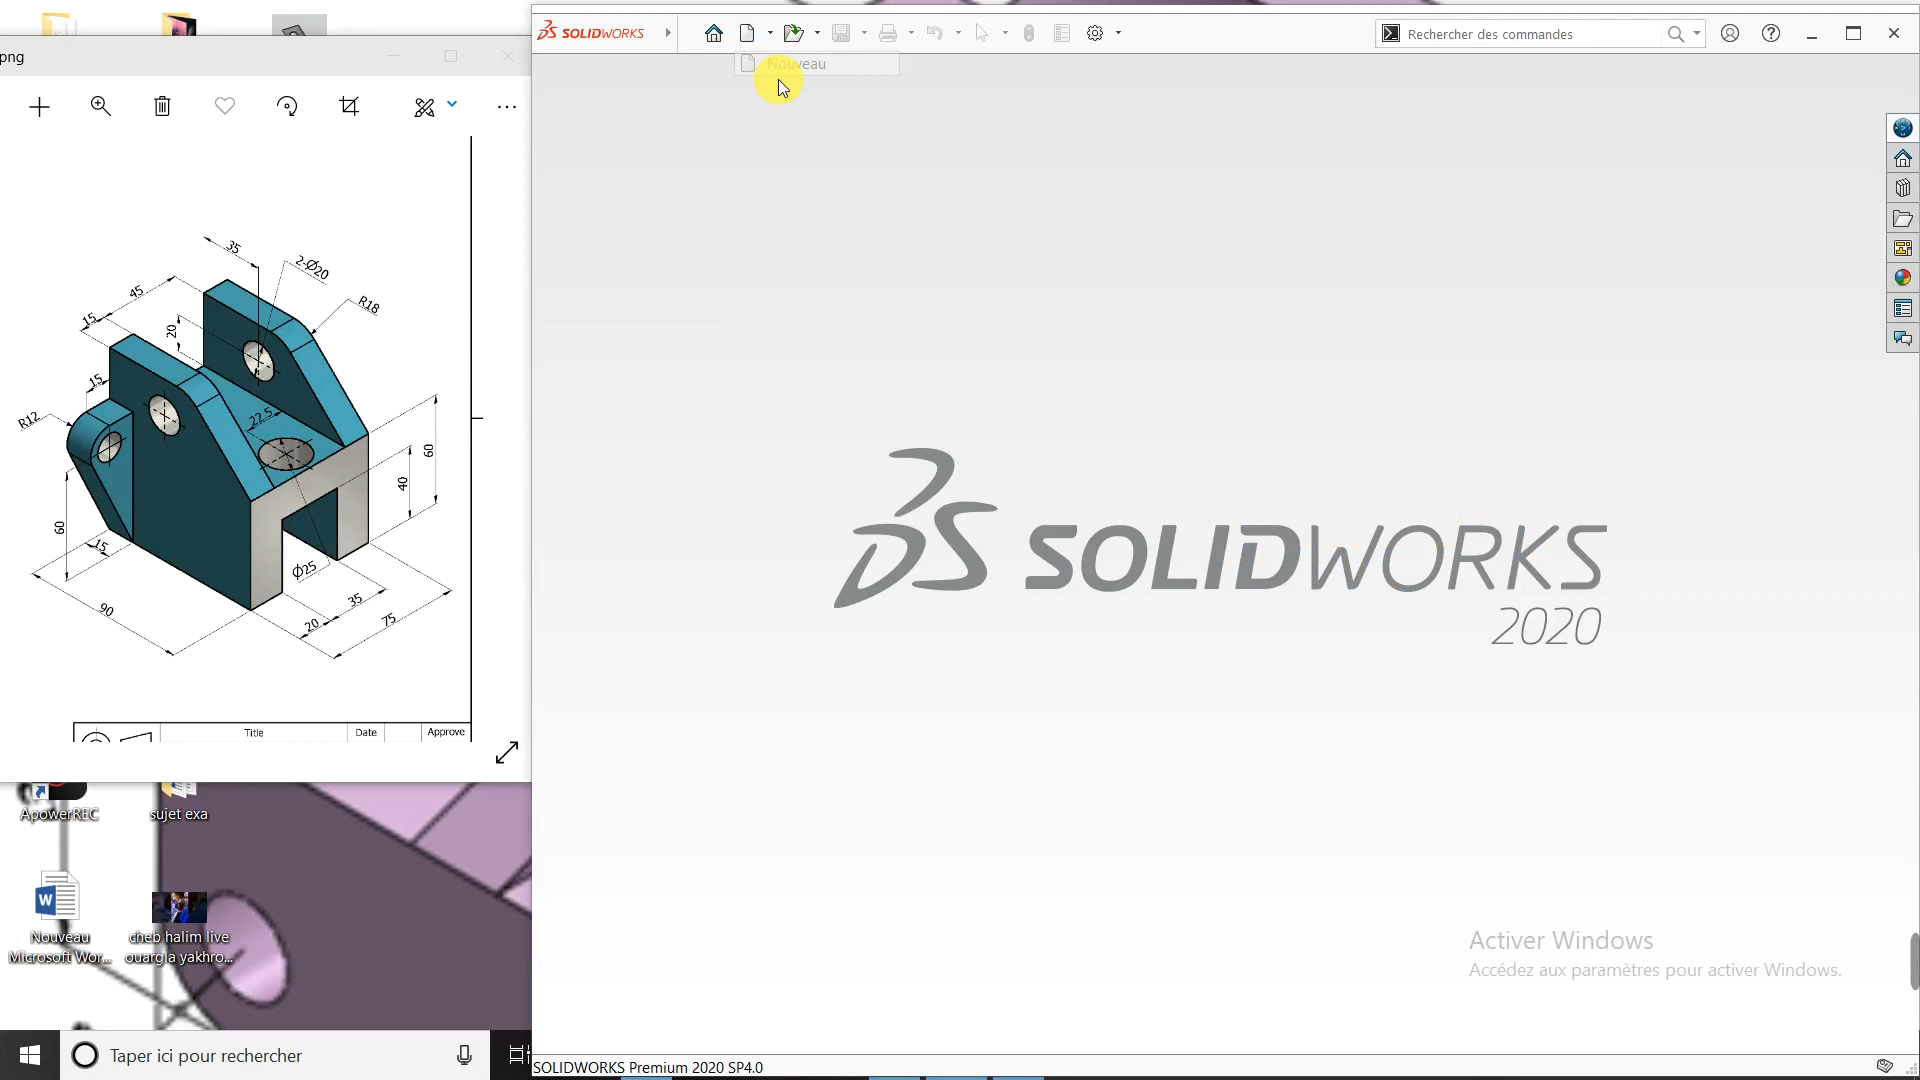 png
SOLIDWORKS
Rechercher des commandes
Nouveau
35
2-Ø20
R18
45
15
20
15
R12
22.5
60
40
60
15
Ø25
90
35
20
75
Title
Date
Approve
SOLIDWORKS
2020
ApowerREC
sujet exa
Nouveau
Microsoft Wor...
cheb halim live
ouargla yakhro...
Activer Windows
Accédez aux paramètres pour activer Windows.
Taper ici pour rechercher
SOLIDWORKS Premium 2020 SP4.0